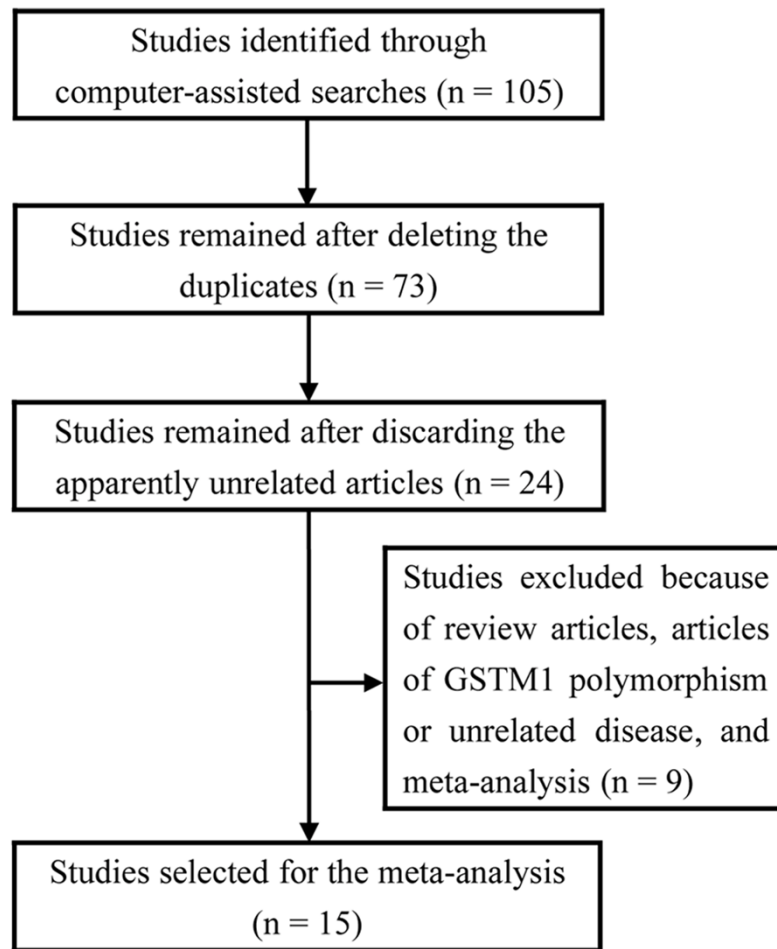 Studies identified through
computer-assisted searches (n = 105)
Studies remained after deleting the
duplicates (n = 73)
Studies remained after discarding the
apparently unrelated articles (n = 24)
Studies excluded because
of review articles, articles
of GSTM1 polymorphism
or unrelated disease, and
meta-analysis (n = 9)
Studies selected for the meta-analysis
(n = 15)